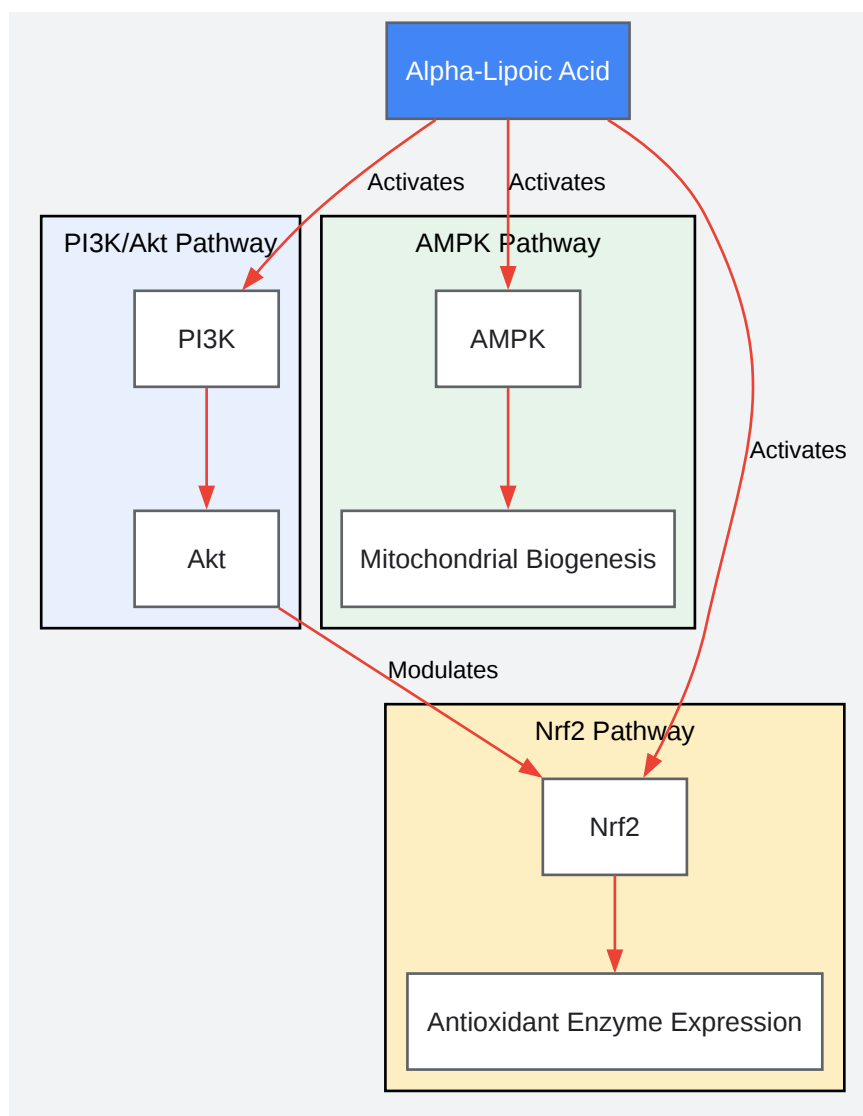 Alpha-Lipoic Acid
Activates
Activates
PI3K/Akt Pathway
AMPK Pathway
PI3K
AMPK
Activates
Akt
Mitochondrial Biogenesis
Modulates
Nrf2 Pathway
Nrf2
Antioxidant Enzyme Expression